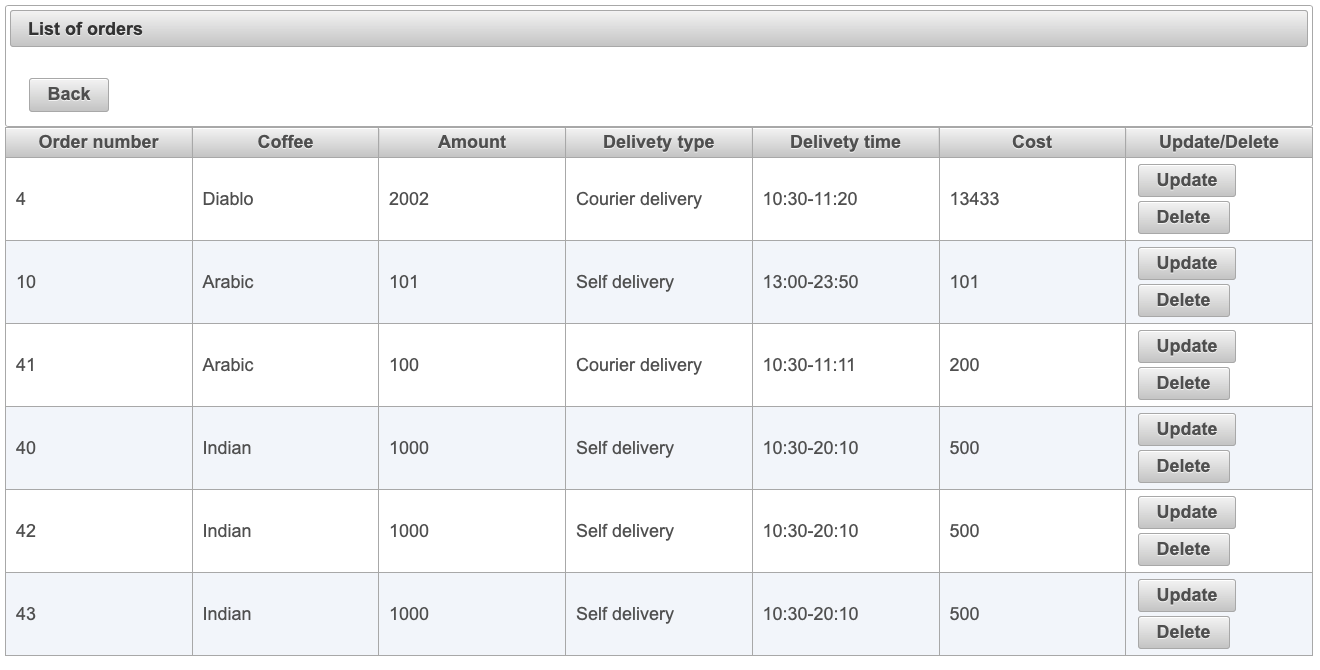 List of orders
Back
Order number Coffee Amount Delivety type Delivety time Cost Update/Delete
4 Diablo 2002 Courier delivery 10:30-11:20 13433 Update
Delete
10 Arabic 101 Self delivery 13:00-23:50 101 Update
Delete
41 Arabic 100 Courier delivery 10:30-11:11 200 Update
Delete
40 Indian 1000 Self delivery 10:30-20:10 500 Update
Delete
42 Indian 1000 Self delivery 10:30-20:10 500 Update
Delete
43 Indian 1000 Self delivery 10:30-20:10 500 Update
Delete